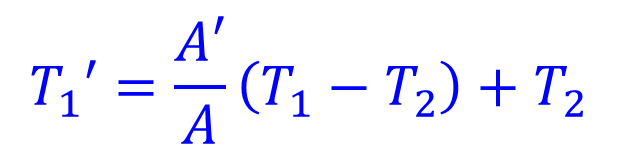 T₁′ = A′/A (T₁ − T₂) + T₂